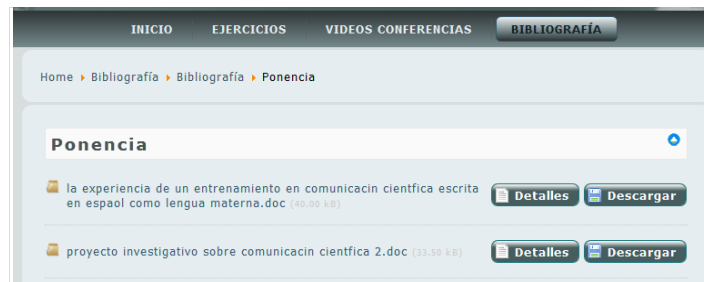 INICIO EJERCICIOS VIDEOS CONFERENCIAS BIBLIOGRAFÍA
Home Bibliografía Bibliografía Ponencia
Ponencia
la experiencia de un entrenamiento en comunicacin cientfica escrita
en espaol como lengua materna.doc (40.00 kB)
Detalles Descargar
proyecto investigativo sobre comunicacin cientfica 2.doc (33.50 kB)
Detalles Descargar